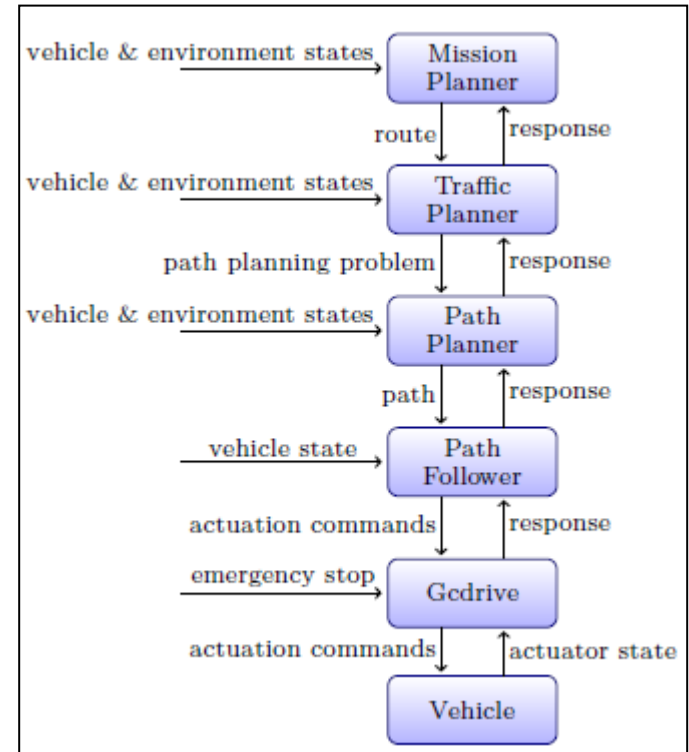 vehicle & environment states
Mission
Planner
route
response
vehicle & environment states
Traffic
Planner
path planning problem
response
vehicle & environment states
Path
Planner
path
response
vehicle state
Path
Follower
actuation commands
response
emergency stop
Gcdrive
actuation commands
actuator state
Vehicle